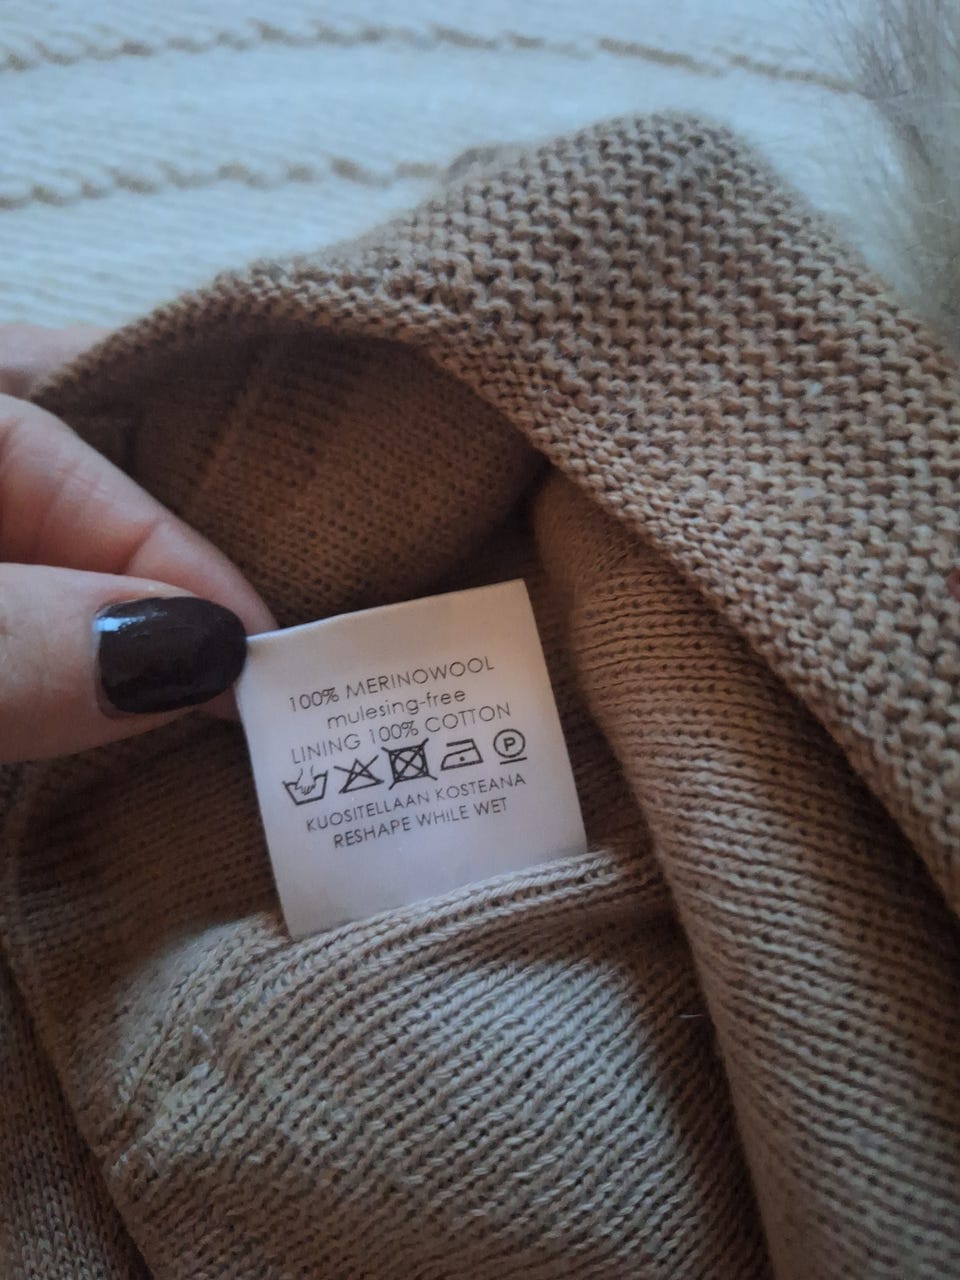 100% MERINOWOOL
mulesing-free
LINING 100% COTTON
P
KUOSITELLAAN KOSTEANA
RESHAPE WHILE WET